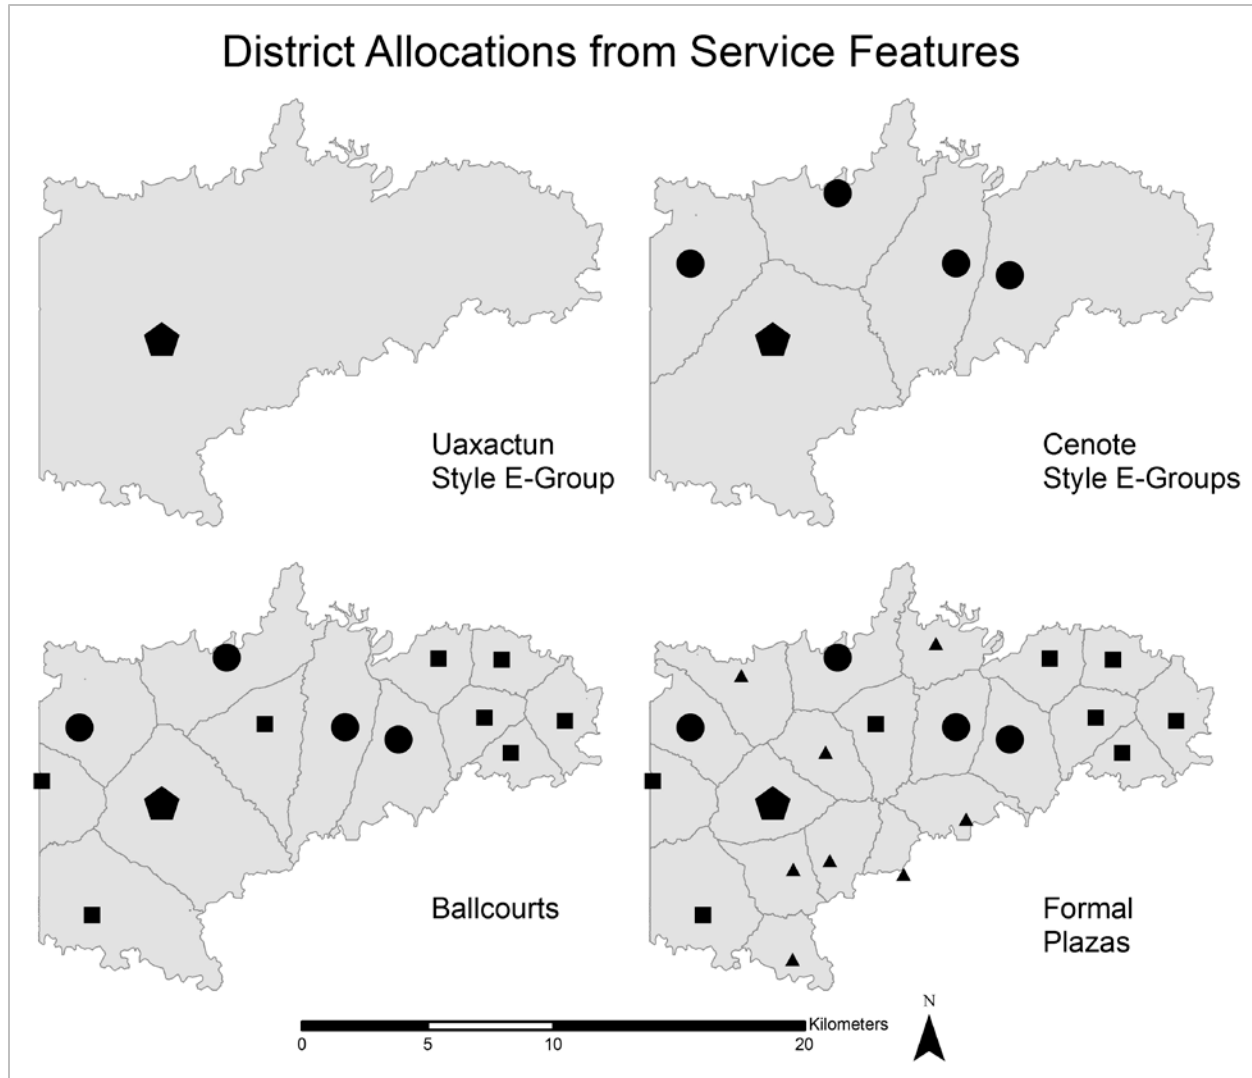 District Allocations from Service Features
Uaxactun
Style E-Group
Cenote
Style E-Groups
Ballcourts
Formal
Plazas
Kilometers
0 5 10 20
N